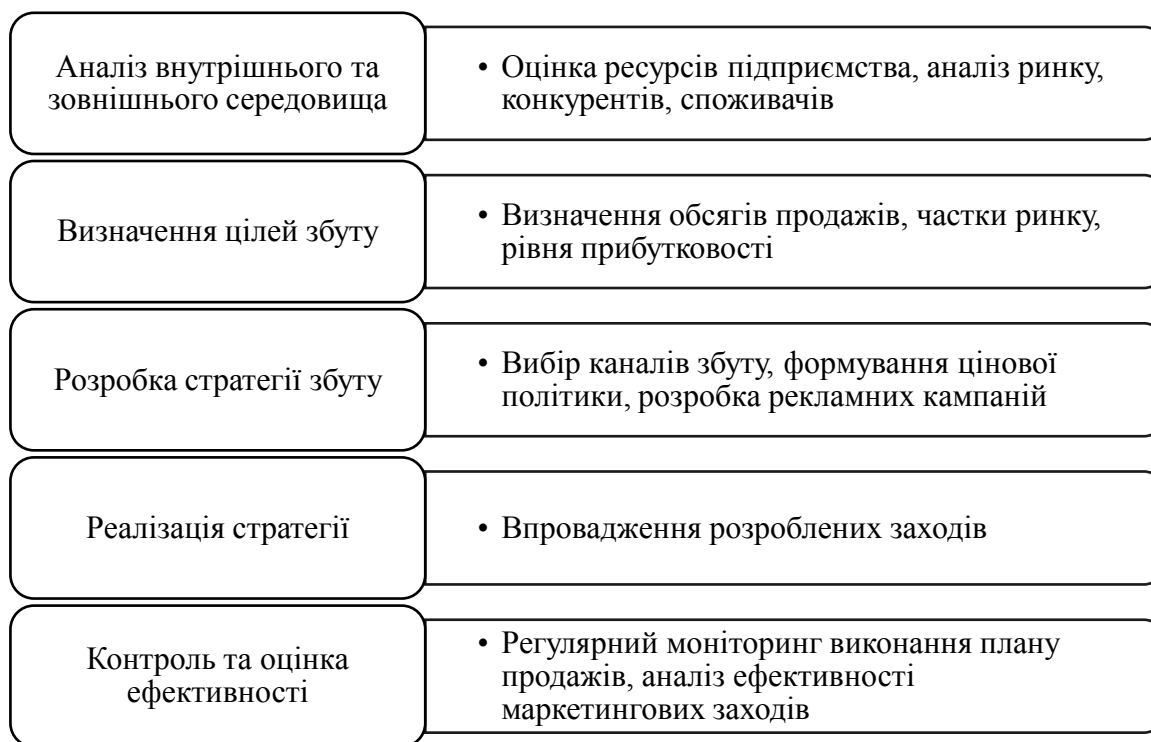 Аналіз внутрішнього та
зовнішнього середовища
• Оцінка ресурсів підприємства, аналіз ринку,
конкурентів, споживачів
Визначення цілей збуту
• Визначення обсягів продажів, частки ринку,
рівня прибутковості
Розробка стратегії збуту
• Вибір каналів збуту, формування цінової
політики, розробка рекламних кампаній
Реалізація стратегії
• Впровадження розроблених заходів
Контроль та оцінка
ефективності
• Регулярний моніторинг виконання плану
продажів, аналіз ефективності
маркетингових заходів